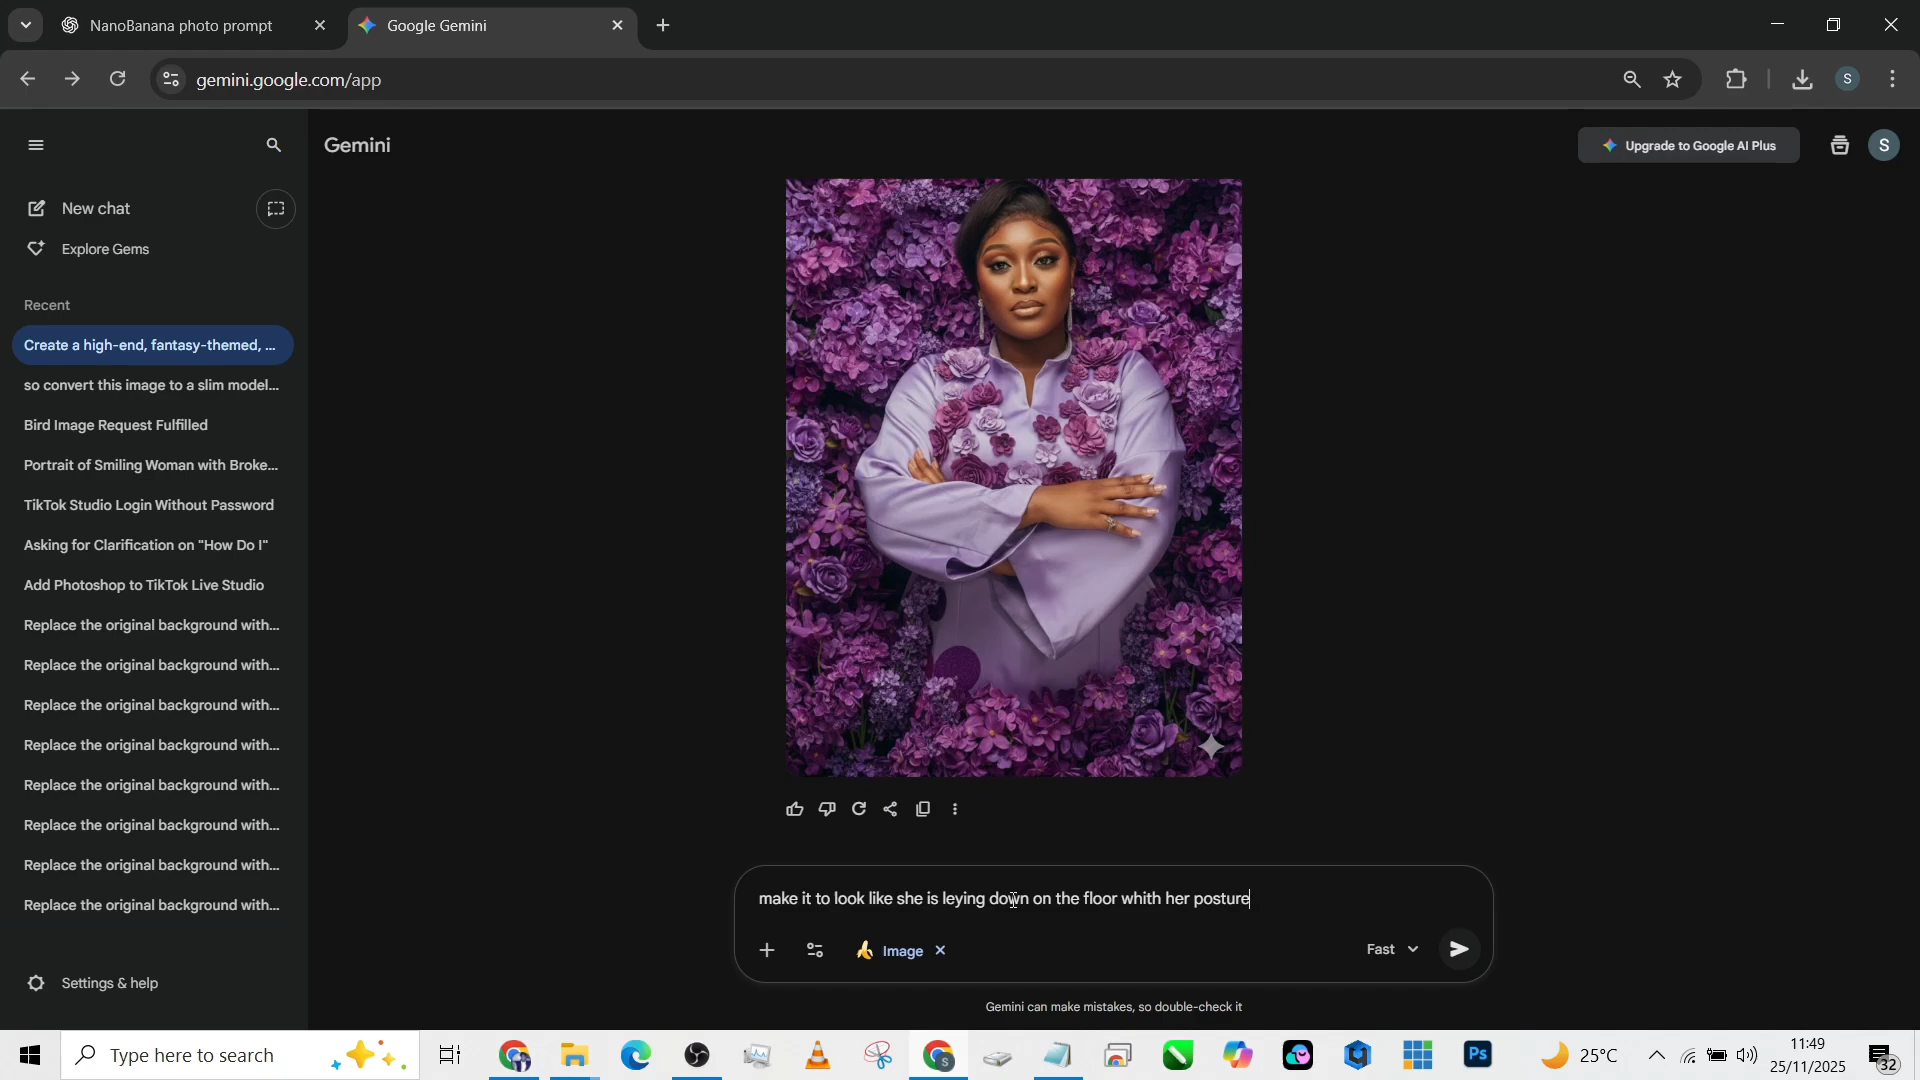 NanoBanana photo prompt
Google Gemini
gemini.google.com/app
S
Gemini
Upgrade to Google AI Plus
S
New chat
Explore Gems
Recent
Create a high-end, fantasy-themed, ...
so convert this image to a slim model...
Bird Image Request Fulfilled
Portrait of Smiling Woman with Broke...
TikTok Studio Login Without Password
Asking for Clarification on "How Do I"
Add Photoshop to TikTok Live Studio
Replace the original background with...
Replace the original background with...
Replace the original background with...
Replace the original background with...
Replace the original background with...
Replace the original background with...
Replace the original background with...
Replace the original background with...
Settings & help
make it to look like she is leying down on the floor whith her posture
Image
Fast
Gemini can make mistakes, so double-check it
Type here to search
S
Ps
25°C
11:49
25/11/2025
32